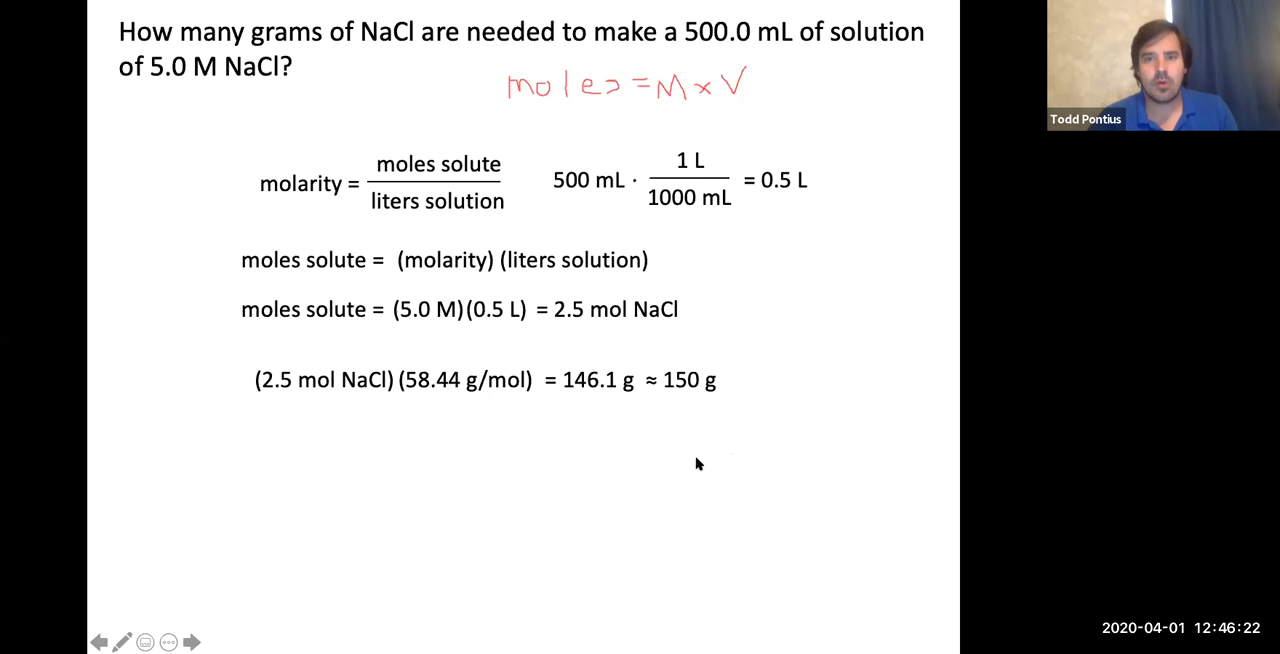 How many grams of NaCl are needed to make a 500.0 mL of solution
of 5.0 M NaCl?
moles = M x V
Todd Pontius
molarity = moles solute / liters solution
500 mL · 1 L / 1000 mL = 0.5 L
moles solute = (molarity) (liters solution)
moles solute = (5.0 M)(0.5 L) = 2.5 mol NaCl
(2.5 mol NaCl) (58.44 g/mol) = 146.1 g ≈ 150 g
2020-04-01 12:46:22